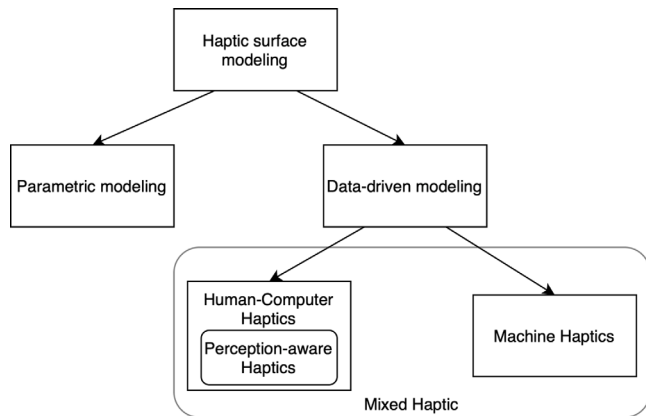 Haptic surface
modeling
Parametric modeling
Data-driven modeling
Human-Computer
Haptics
Perception-aware
Haptics
Machine Haptics
Mixed Haptic